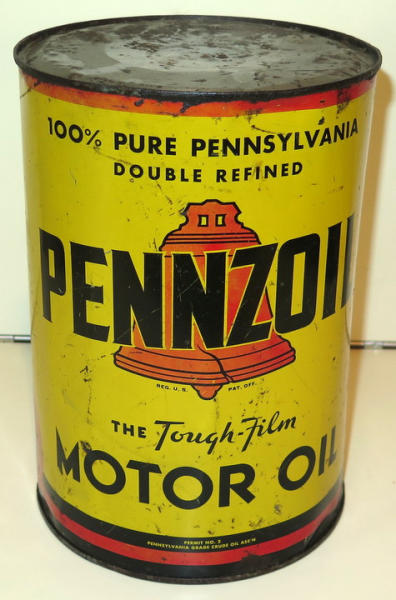 100% PURE PENNSYLVANIA
DOUBLE REFINED
PENNZOIL
REG. U. S. PAT. OFF.
THE Tough-Film
MOTOR OIL
PERMIT NO. 2
PENNSYLVANIA GRADE CRUDE OIL ASS'N